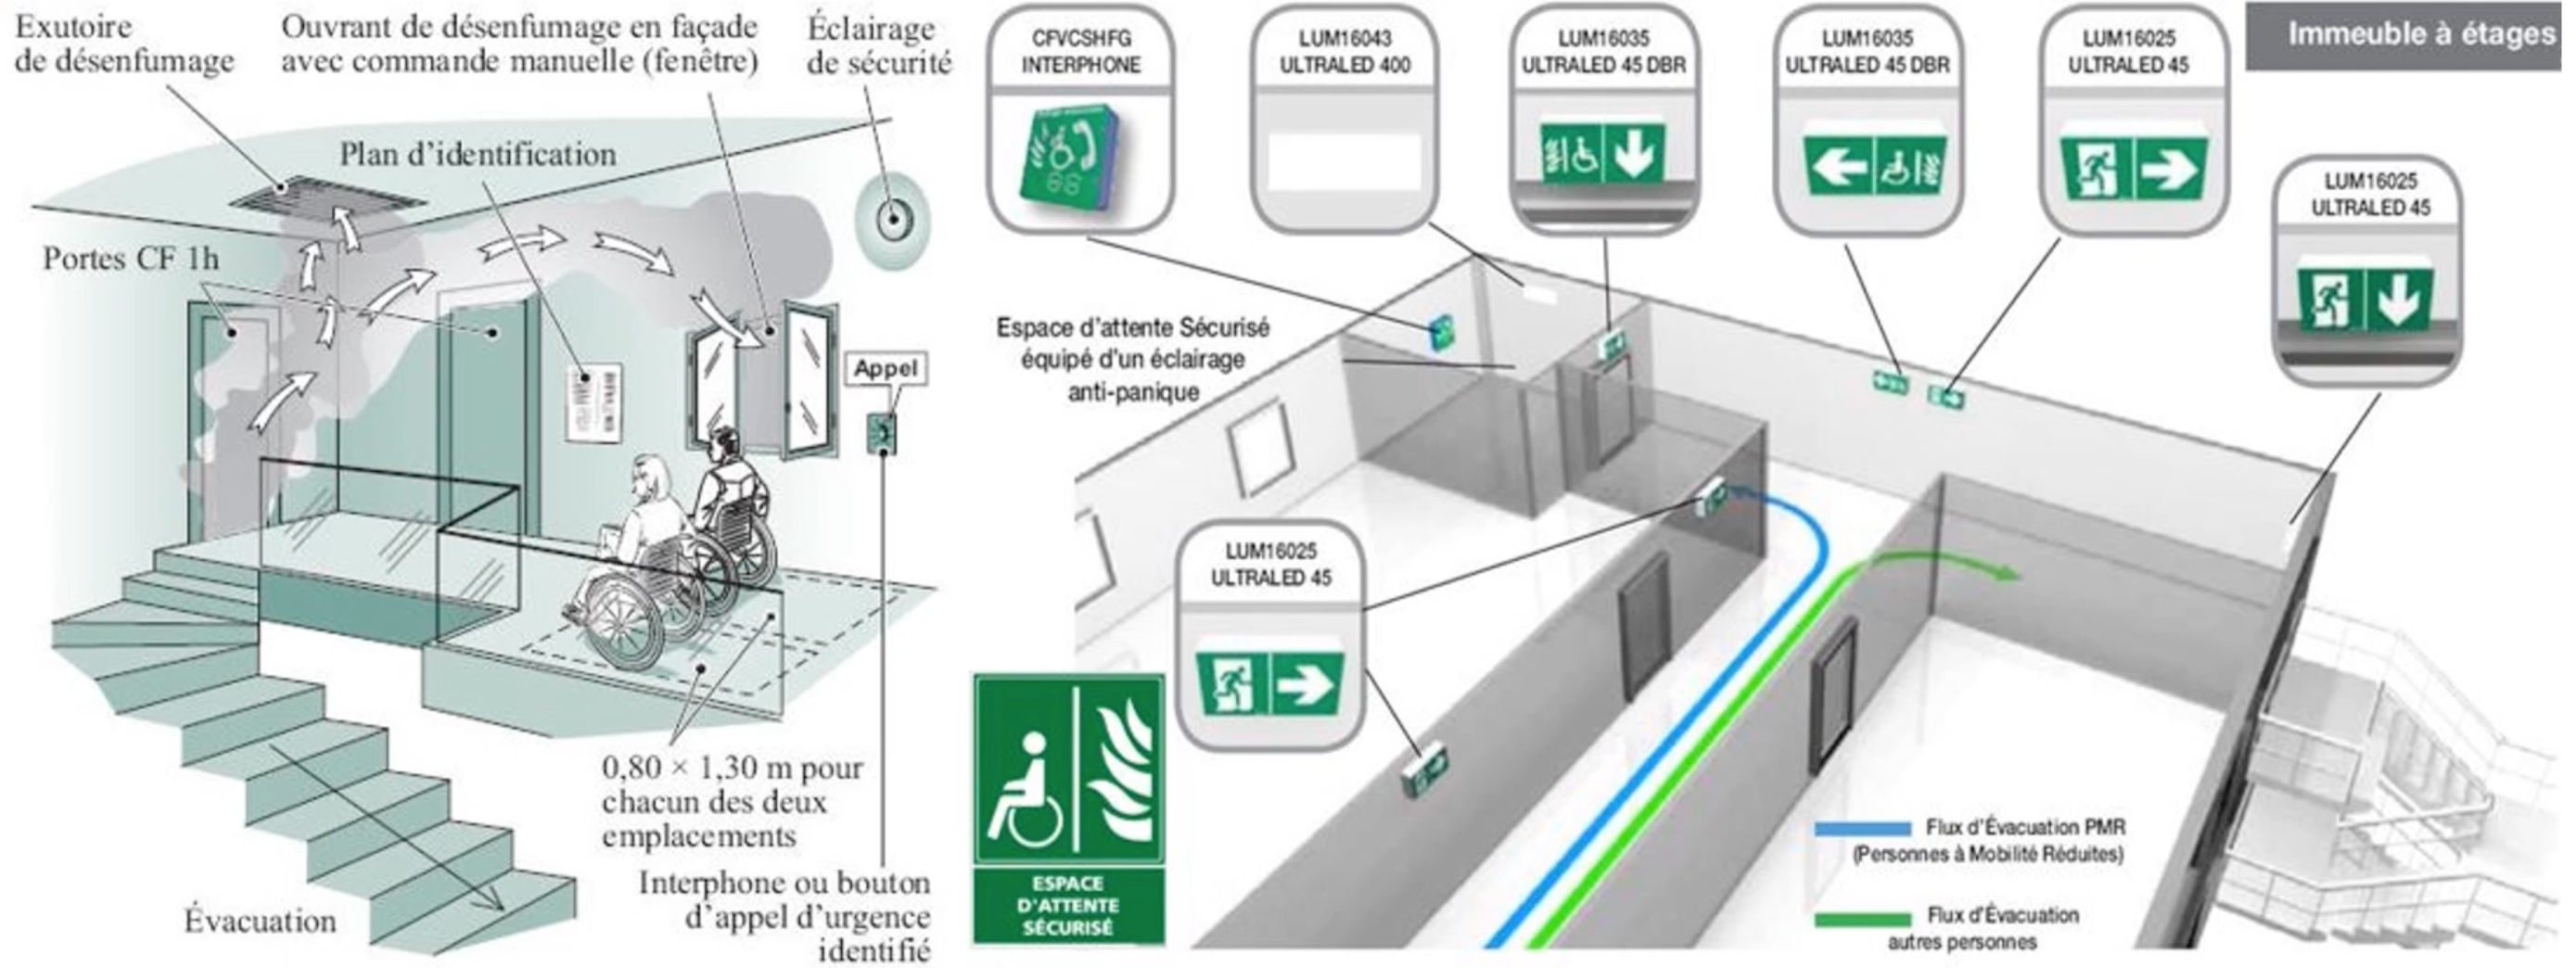 Exutoire
de désenfumage
Ouvrant de désenfumage en façade
avec commande manuelle (fenêtre)
Éclairage
de sécurité
Plan d'identification
Portes CF 1h
Appel
0,80 × 1,30 m pour
chacun des deux
emplacements
Interphone ou bouton
d'appel d'urgence
identifié
Évacuation
CFVCSHFG
INTERPHONE
LUM16043
ULTRALED 400
LUM16035
ULTRALED 45 DBR
LUM16035
ULTRALED 45 DBR
LUM16025
ULTRALED 45
Immeuble à étages
LUM16025
ULTRALED 45
Espace d'attente Sécurisé
équipé d'un éclairage
anti-panique
LUM16025
ULTRALED 45
ESPACE
D'ATTENTE
SÉCURISÉ
Flux d'Évacuation PMR
(Personnes à Mobilité Réduites)
Flux d'Évacuation
autres personnes